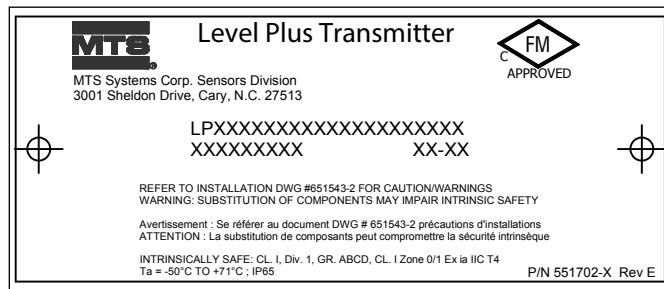 MTS
®
Level Plus Transmitter
FM
C
APPROVED
MTS Systems Corp. Sensors Division
3001 Sheldon Drive, Cary, N.C. 27513
LPXXXXXXXXXXXXXXXXXXXX
XXXXXXXXX XX-XX
REFER TO INSTALLATION DWG #651543-2 FOR CAUTION/WARNINGS
WARNING: SUBSTITUTION OF COMPONENTS MAY IMPAIR INTRINSIC SAFETY
Avertissement : Se référer au document DWG # 651543-2 précautions d'installations
ATTENTION : La substitution de composants peut compromettre la sécurité intrinsèque
INTRINSICALLY SAFE: CL. I, Div. 1, GR. ABCD, CL. I Zone 0/1 Ex ia IIC T4
Ta = -50°C TO +71°C ; IP65
P/N 551702-X Rev E